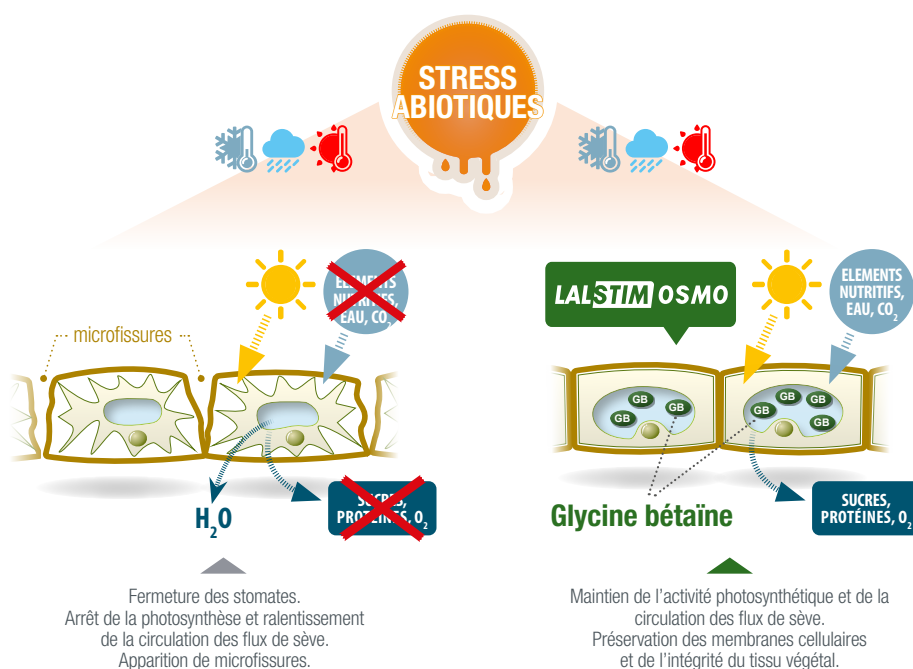 STRESS
ABIOTIQUES
ELEMENTS
NUTRITIFS,
EAU, CO₂
microfissures
H₂O
SUCRES,
PROTÉINES, O₂
Fermeture des stomates.
Arrêt de la photosynthèse et ralentissement
de la circulation des flux de sève.
Apparition de microfissures.
LALSTIM OSMO
ELEMENTS
NUTRITIFS,
EAU, CO₂
GB
GB
GB
GB
GB
GB
GB
Glycine bétaïne
SUCRES,
PROTÉINES, O₂
Maintien de l'activité photosynthétique et de la
circulation des flux de sève.
Préservation des membranes cellulaires
et de l'intégrité du tissu végétal.